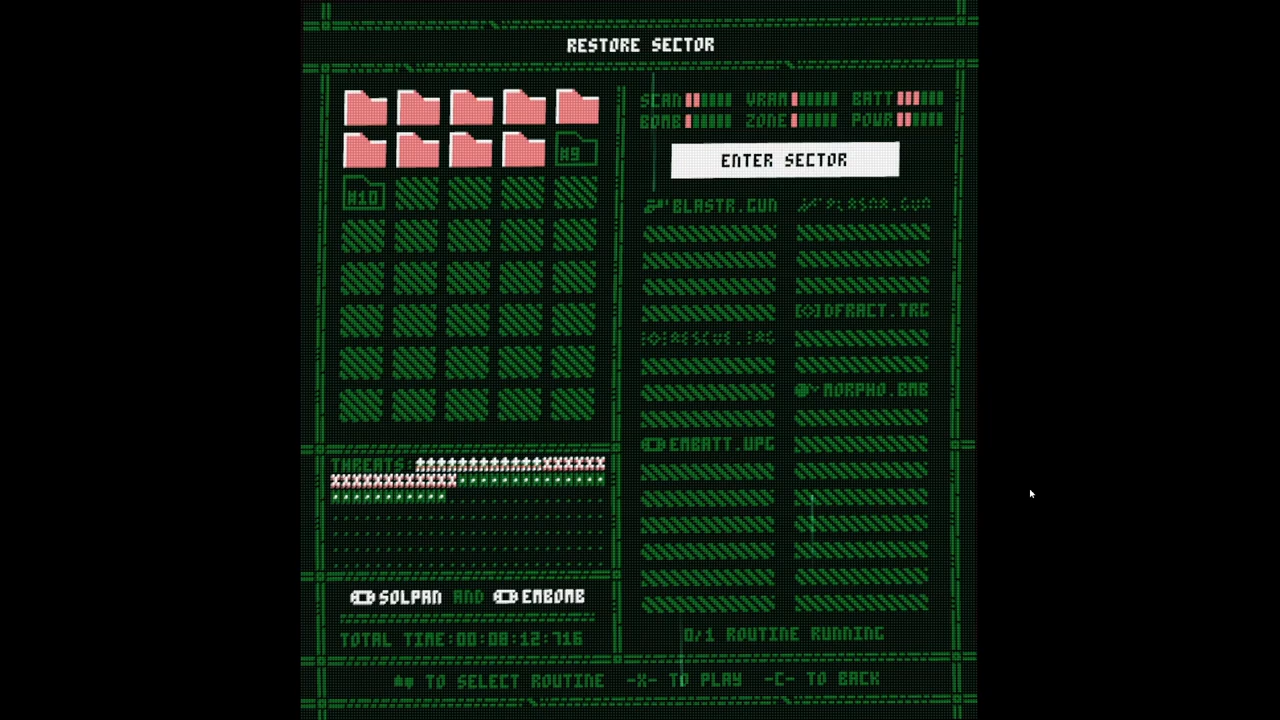 RESTORE SECTOR
SCAN VRAM BATT
BOMB ZONE POWR
ENTER SECTOR
#9
#10
BLASTR.GUN
DFRACT.TRG
MORPHO.BMB
EMBATT.UPG
THREATS:
SOLPAN AND EMBOMB
TOTAL TIME:00:08:12:716
0/1 ROUTINE RUNNING
TO SELECT ROUTINE -X- TO PLAY -C- TO BACK